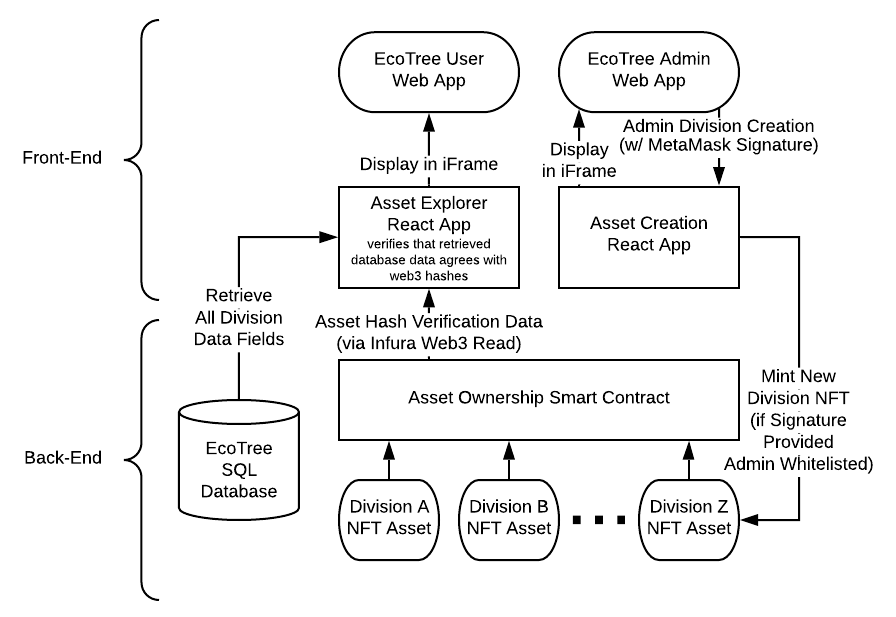 EcoTree User
Web App
EcoTree Admin
Web App
Admin Division Creation
(w/ MetaMask Signature)
Front-End
Display in iFrame
Display
in iFrame
Asset Explorer
React App
verifies that retrieved
database data agrees with
web3 hashes
Asset Creation
React App
Retrieve
All Division
Data Fields
Asset Hash Verification Data
(via Infura Web3 Read)
Mint New
Division NFT
(if Signature
Provided
Admin Whitelisted)
Asset Ownership Smart Contract
Back-End
EcoTree
SQL
Database
Division A
NFT Asset
Division B
NFT Asset
Division Z
NFT Asset